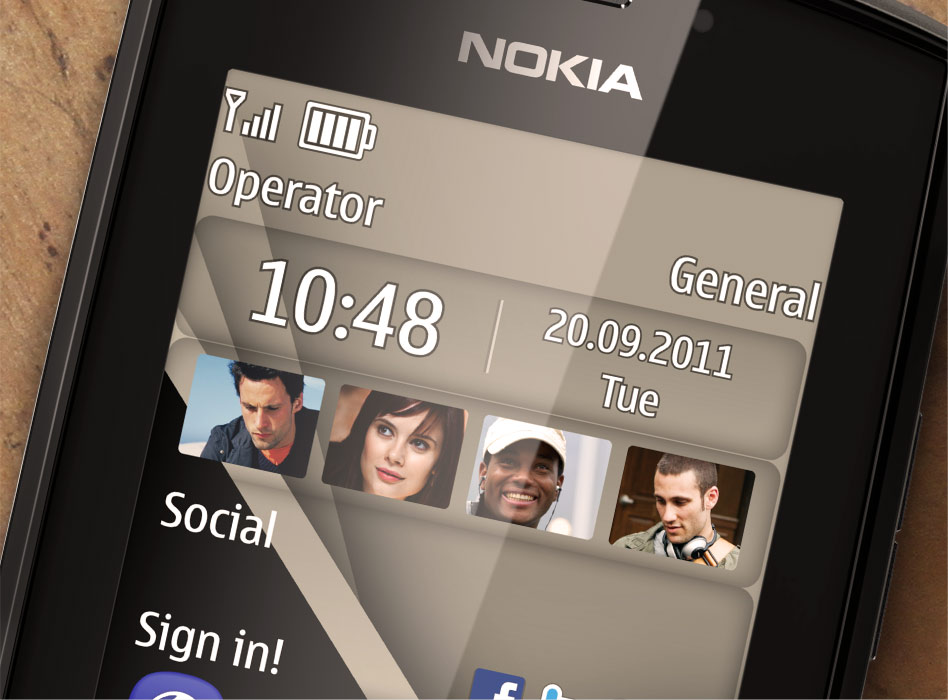 NOKIA
Operator
General
10:48
20.09.2011
Tue
Social
Sign in!
f